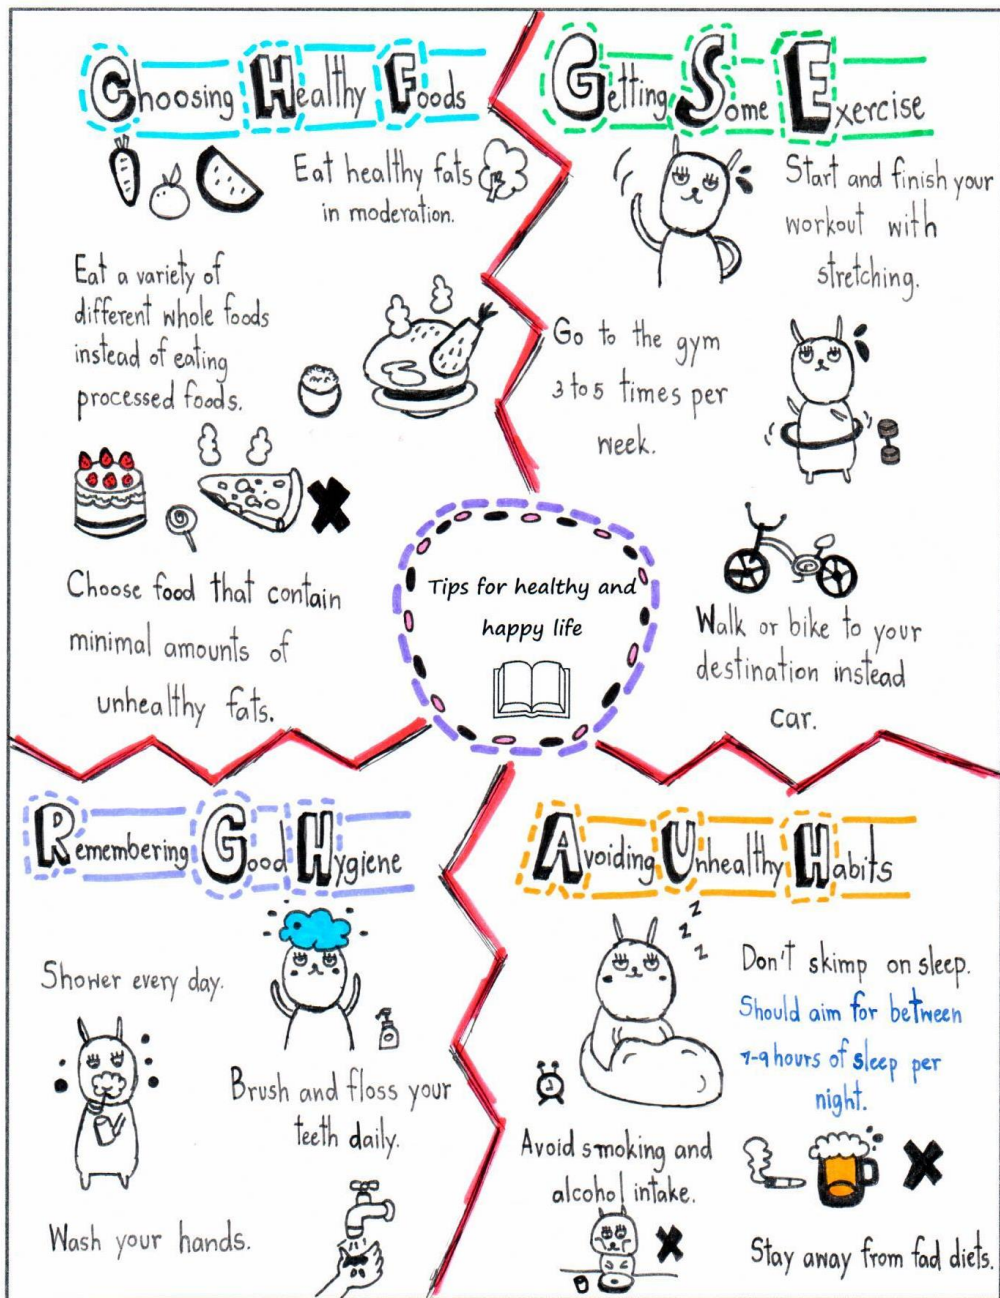 Choosing Healthy Foods
Eat healthy fats
in moderation.
Eat a variety of
different whole foods
instead of eating
processed foods.
Choose food that contain
minimal amounts of
unhealthy fats.
Getting Some Exercise
Start and finish your
workout with
stretching.
Go to the gym
3 to 5 times per
week.
Walk or bike to your
destination instead
car.
Tips for healthy and
happy life
Remembering Good Hygiene
Shower every day.
Brush and floss your
teeth daily.
Wash your hands.
Avoiding Unhealthy Habits
z
z
z
z
Don't skimp on sleep.
Should aim for between
7-9 hours of sleep per
night.
Avoid smoking and
alcohol intake.
Stay away from fad diets.